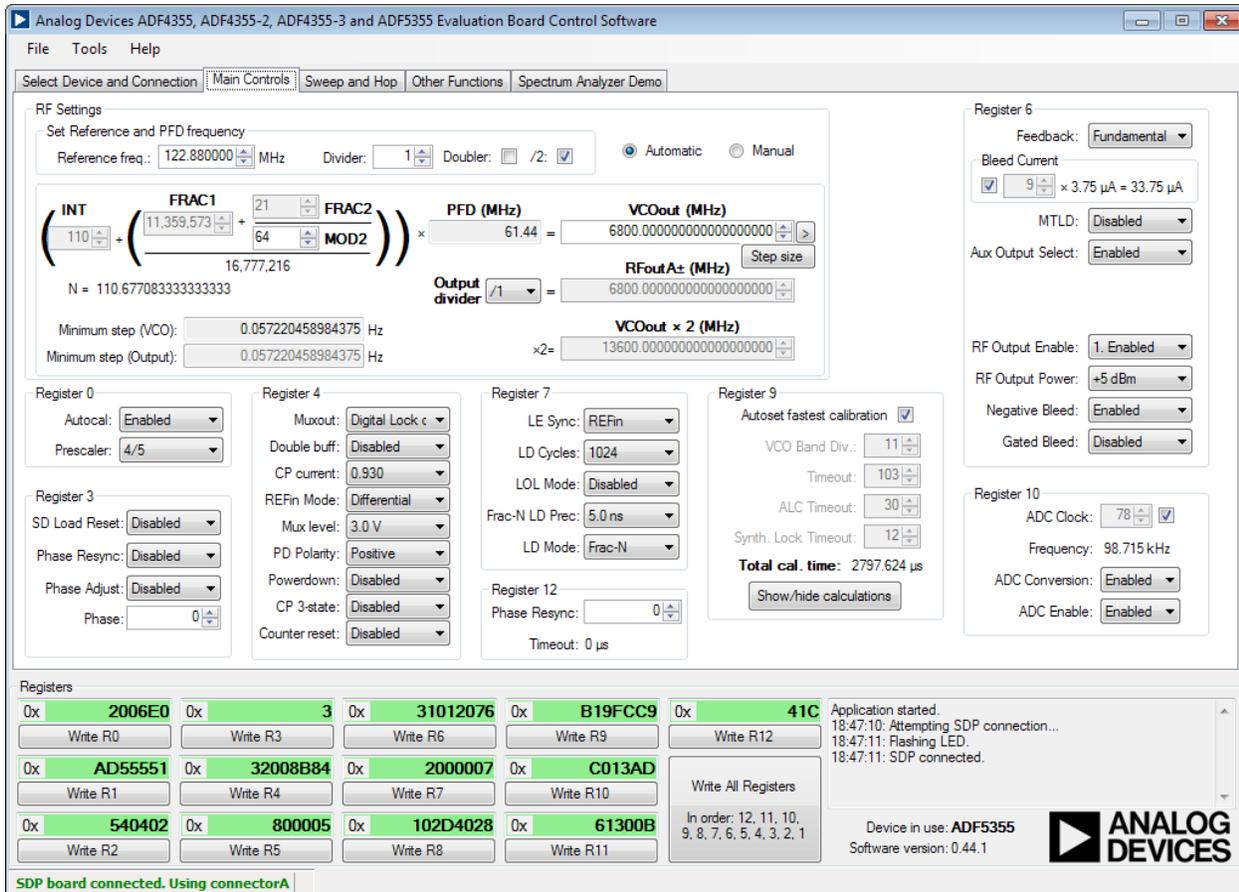 Analog Devices ADF4355, ADF4355-2, ADF4355-3 and ADF5355 Evaluation Board Control Software
File Tools Help
Select Device and Connection Main Controls Sweep and Hop Other Functions Spectrum Analyzer Demo
RF Settings
Set Reference and PFD frequency
Reference freq.: 122.880000 MHz Divider: 1 Doubler: /2:
Automatic Manual
INT
110
+
FRAC1
11,359,573
+
21 FRAC2
64 MOD2
16,777,216
×
PFD (MHz)
61.44 =
VCOout (MHz)
6800.000000000000000000 >
Step size
N = 110.677083333333333
Output divider /1 =
RFoutA± (MHz)
6800.000000000000000000
Minimum step (VCO): 0.057220458984375 Hz
Minimum step (Output): 0.057220458984375 Hz
VCOout × 2 (MHz)
×2= 13600.000000000000000000
Register 0
Autocal: Enabled
Prescaler: 4/5
Register 3
SD Load Reset: Disabled
Phase Resync: Disabled
Phase Adjust: Disabled
Phase: 0
Register 4
Muxout: Digital Lock c
Double buff: Disabled
CP current: 0.930
REFin Mode: Differential
Mux level: 3.0 V
PD Polarity: Positive
Powerdown: Disabled
CP 3-state: Disabled
Counter reset: Disabled
Register 7
LE Sync: REFin
LD Cycles: 1024
LOL Mode: Disabled
Frac-N LD Prec: 5.0 ns
LD Mode: Frac-N
Register 12
Phase Resync: 0
Timeout: 0 µs
Register 9
Autoset fastest calibration
VCO Band Div.: 11
Timeout: 103
ALC Timeout: 30
Synth. Lock Timeout: 12
Total cal. time: 2797.624 µs
Show/hide calculations
Register 6
Feedback: Fundamental
Bleed Current
9 × 3.75 µA = 33.75 µA
MTLD: Disabled
Aux Output Select: Enabled
RF Output Enable: 1. Enabled
RF Output Power: +5 dBm
Negative Bleed: Enabled
Gated Bleed: Disabled
Register 10
ADC Clock: 78
Frequency: 98.715 kHz
ADC Conversion: Enabled
ADC Enable: Enabled
Registers
0x 2006E0 0x 3 0x 31012076 0x B19FCC9 0x 41C
Write R0 Write R3 Write R6 Write R9 Write R12
0x AD55551 0x 32008B84 0x 2000007 0x C013AD
Write R1 Write R4 Write R7 Write R10
0x 540402 0x 800005 0x 102D4028 0x 61300B
Write R2 Write R5 Write R8 Write R11
Write All Registers
In order: 12, 11, 10,
9, 8, 7, 6, 5, 4, 3, 2, 1
Application started.
18:47:10: Attempting SDP connection...
18:47:11: Flashing LED.
18:47:11: SDP connected.
Device in use: ADF5355
Software version: 0.44.1
ANALOG
DEVICES
SDP board connected. Using connectorA